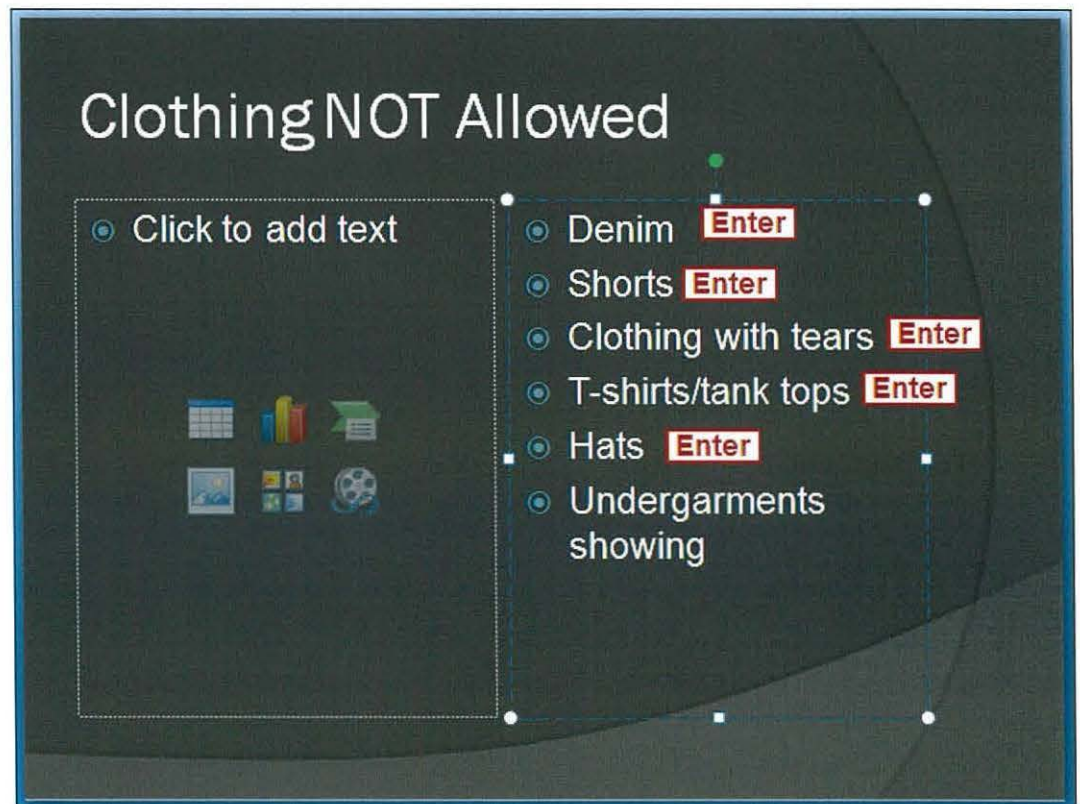 Clothing NOT Allowed
Click to add text
Denim Enter
Shorts Enter
Clothing with tears Enter
T-shirts/tank tops Enter
Hats Enter
Undergarments
showing